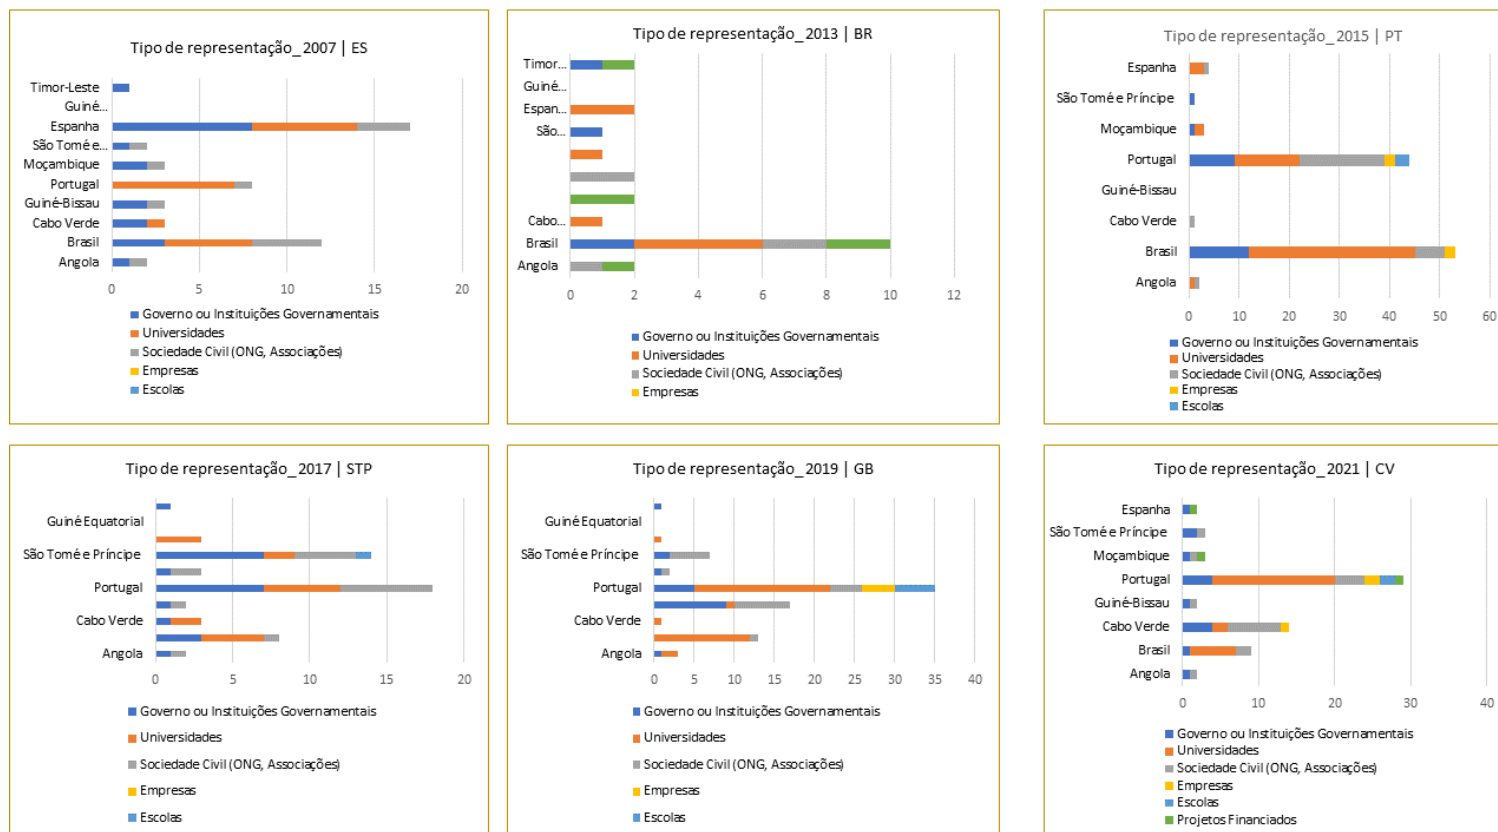 Tipo de representação_2007 | ES
Timor-Leste
Guiné ...
Espanha
São Tomé e ...
Moçambique
Portugal
Guiné-Bissau
Cabo Verde
Brasil
Angola
0 5 10 15 20
Governo ou Instituições Governamentais
Universidades
Sociedade Civil (ONG, Associações)
Empresas
Escolas
Tipo de representação_2013 | BR
Timor...
Guiné...
Espan...
São...
Cabo...
Brasil
Angola
0 2 4 6 8 10 12
Governo ou Instituições Governamentais
Universidades
Sociedade Civil (ONG, Associações)
Empresas
Tipo de representação_2015 | PT
Espanha
São Tomé e Príncipe
Moçambique
Portugal
Guiné-Bissau
Cabo Verde
Brasil
Angola
0 10 20 30 40 50 60
Governo ou Instituições Governamentais
Universidades
Sociedade Civil (ONG, Associações)
Empresas
Escolas
Tipo de representação_2017 | STP
Guiné Equatorial
São Tomé e Príncipe
Portugal
Cabo Verde
Angola
0 5 10 15 20
Governo ou Instituições Governamentais
Universidades
Sociedade Civil (ONG, Associações)
Empresas
Escolas
Tipo de representação_2019 | GB
Guiné Equatorial
São Tomé e Príncipe
Portugal
Cabo Verde
Angola
0 5 10 15 20 25 30 35 40
Governo ou Instituições Governamentais
Universidades
Sociedade Civil (ONG, Associações)
Empresas
Escolas
Tipo de representação_2021 | CV
Espanha
São Tomé e Príncipe
Moçambique
Portugal
Guiné-Bissau
Cabo Verde
Brasil
Angola
0 10 20 30 40
Governo ou Instituições Governamentais
Universidades
Sociedade Civil (ONG, Associações)
Empresas
Escolas
Projetos Financiados